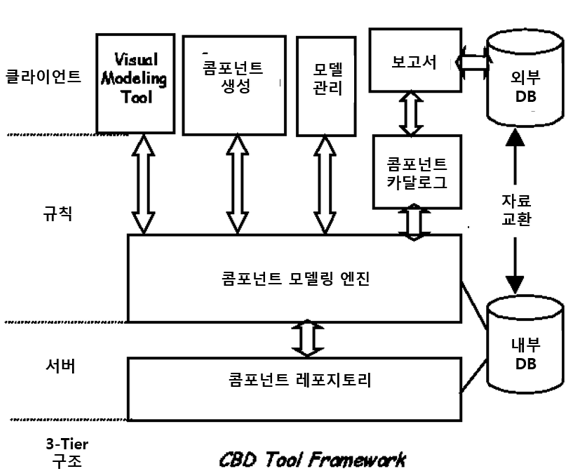 클라이언트
Visual
Modeling
Tool
콤포넌트
생성
모델
관리
보고서
외부
DB
규칙
콤포넌트
카달로그
자료
교환
콤포넌트 모델링 엔진
내부
DB
서버
콤포넌트 레포지토리
3-Tier
구조
CBD Tool Framework